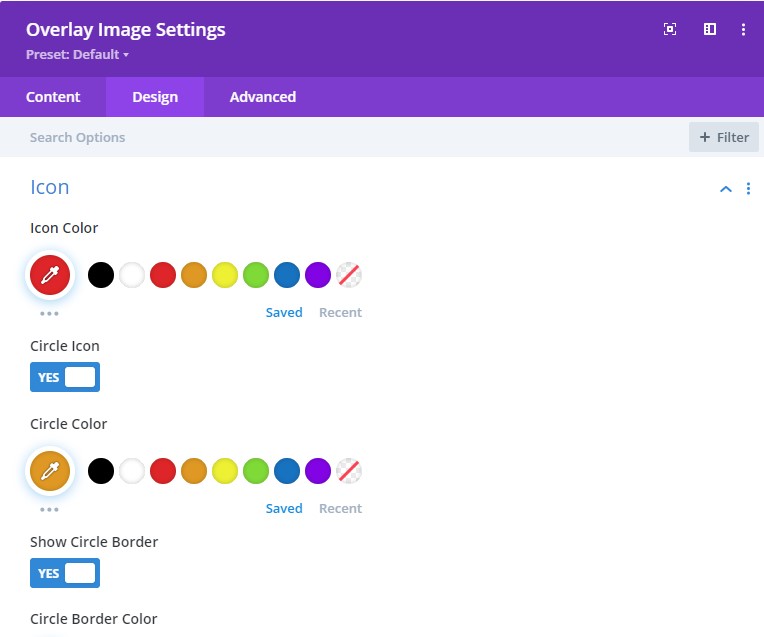 Overlay Image Settings
Preset: Default
Content Design Advanced
Search Options + Filter
Icon
Icon Color
Saved Recent
Circle Icon
YES
Circle Color
Saved Recent
Show Circle Border
YES
Circle Border Color